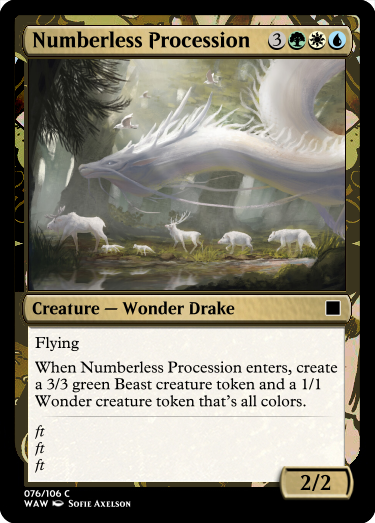 Numberless Procession 3
Creature — Wonder Drake
Flying
When Numberless Procession enters, create
a 3/3 green Beast creature token and a 1/1
Wonder creature token that's all colors.
ft
ft
ft
2/2
076/106 C
WAW Sofie Axelson